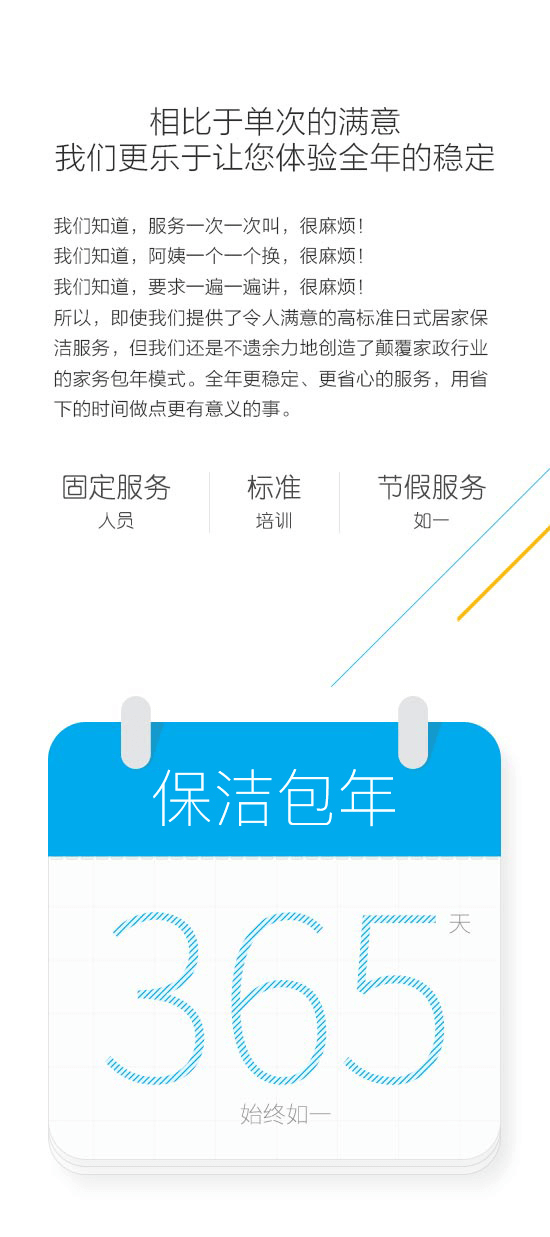 相比于单次的满意
我们更乐于让您体验全年的稳定
我们知道，服务一次一次叫，很麻烦！
我们知道，阿姨一个一个换，很麻烦！
我们知道，要求一遍一遍讲，很麻烦！
所以，即使我们提供了令人满意的高标准日式居家保
洁服务，但我们还是不遗余力地创造了颠覆家政行业
的家务包年模式。全年更稳定、更省心的服务，用省
下的时间做点更有意义的事。
固定服务
人员
标准
培训
节假服务
如一
保洁包年
365天
始终如一